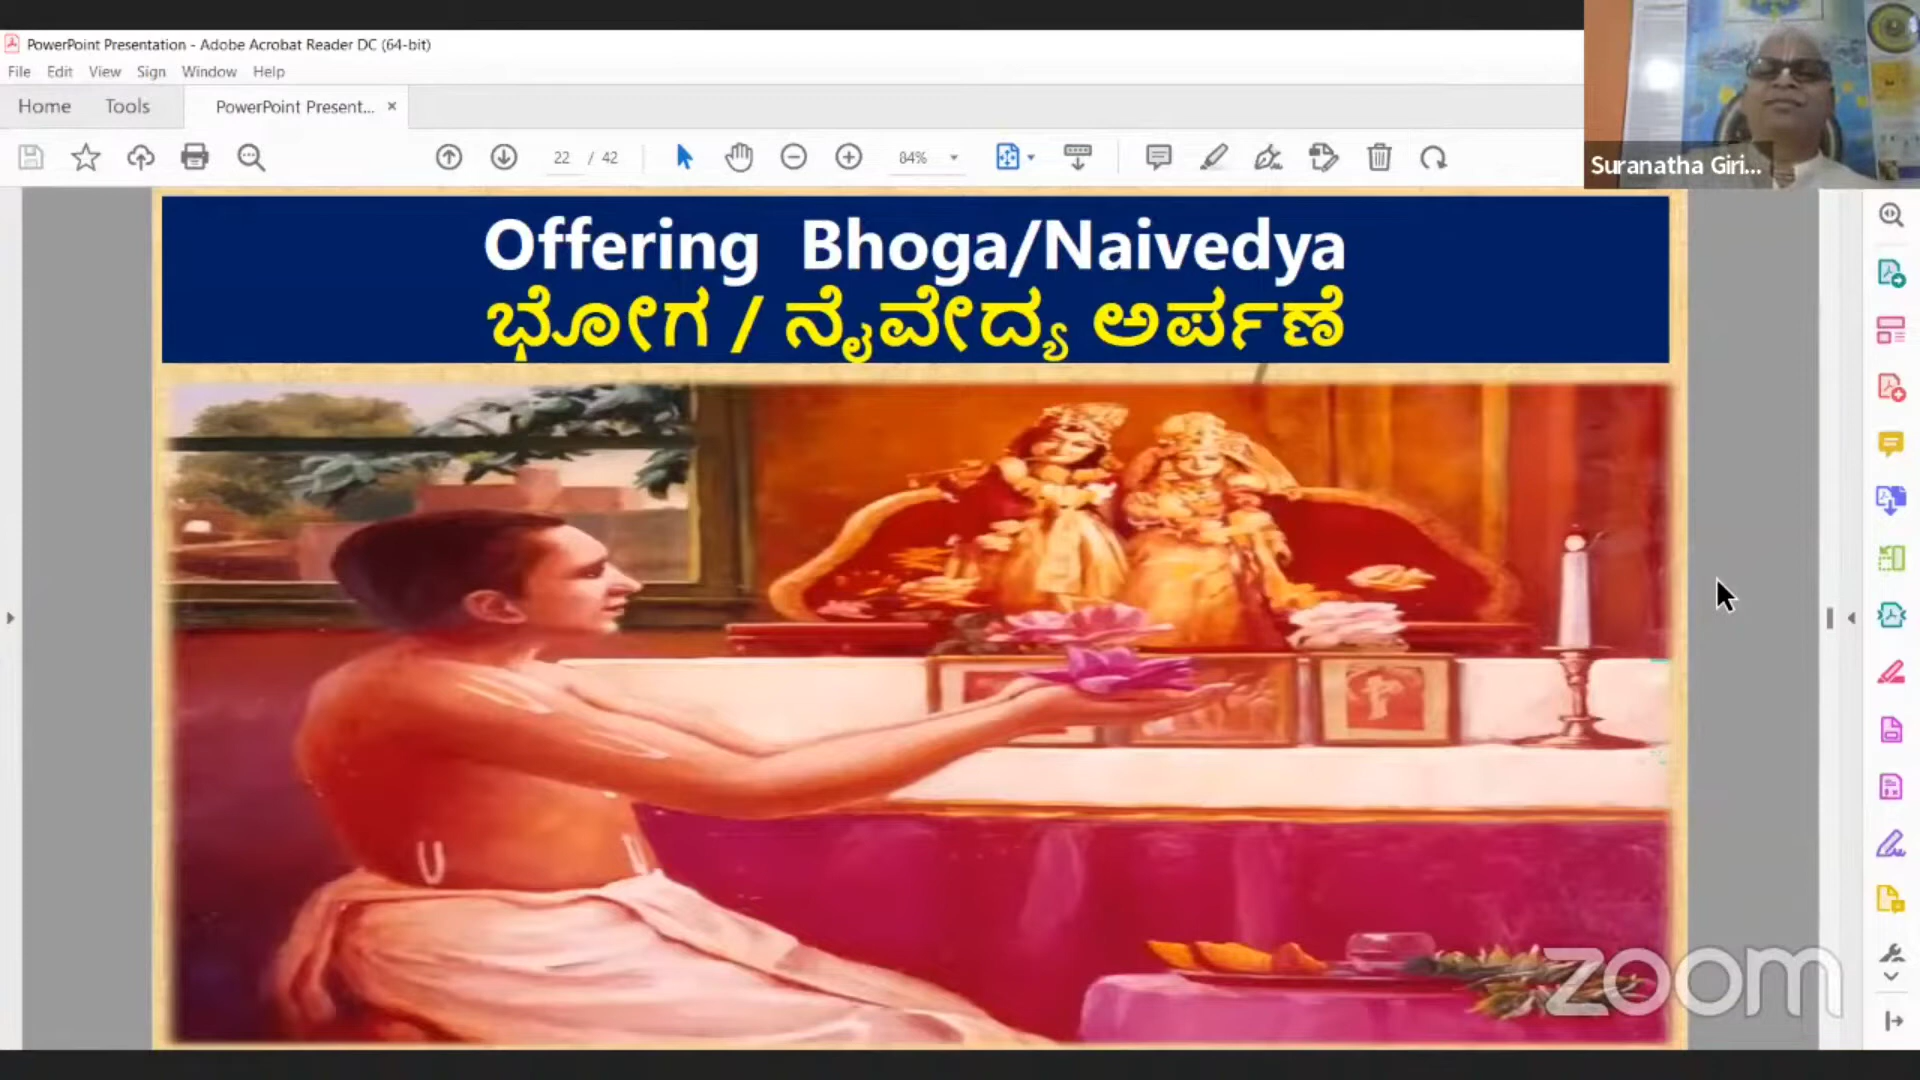 PowerPoint Presentation - Adobe Acrobat Reader DC (64-bit)
File Edit View Sign Window Help
Home Tools PowerPoint Present... ×
22 / 42 84%
Suranatha Giri...
Offering Bhoga/Naivedya
ಭೋಗ / ನೈವೇದ್ಯ ಅರ್ಪಣೆ
zoom